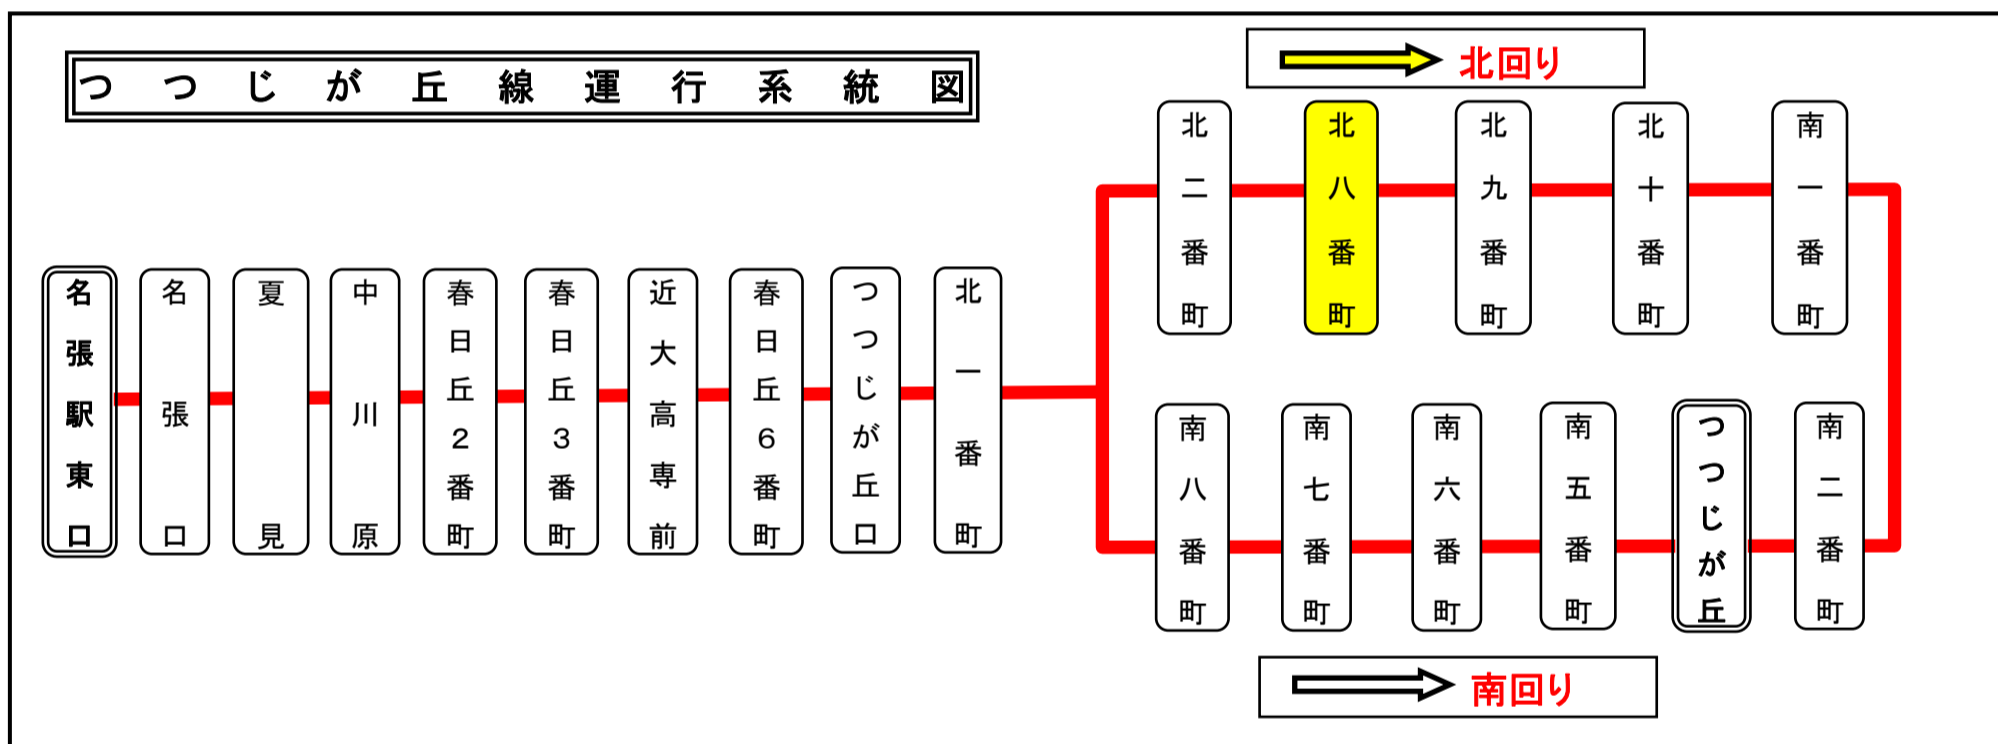 つつじが丘線運行系統図
北回り
北二番町
北八番町
北九番町
北十番町
南一番町
名張駅東口
名張口
夏見
中川原
春日丘2番町
春日丘3番町
近大高専前
春日丘6番町
つつじが丘口
北一番町
南八番町
南七番町
南六番町
南五番町
つつじが丘
南二番町
南回り